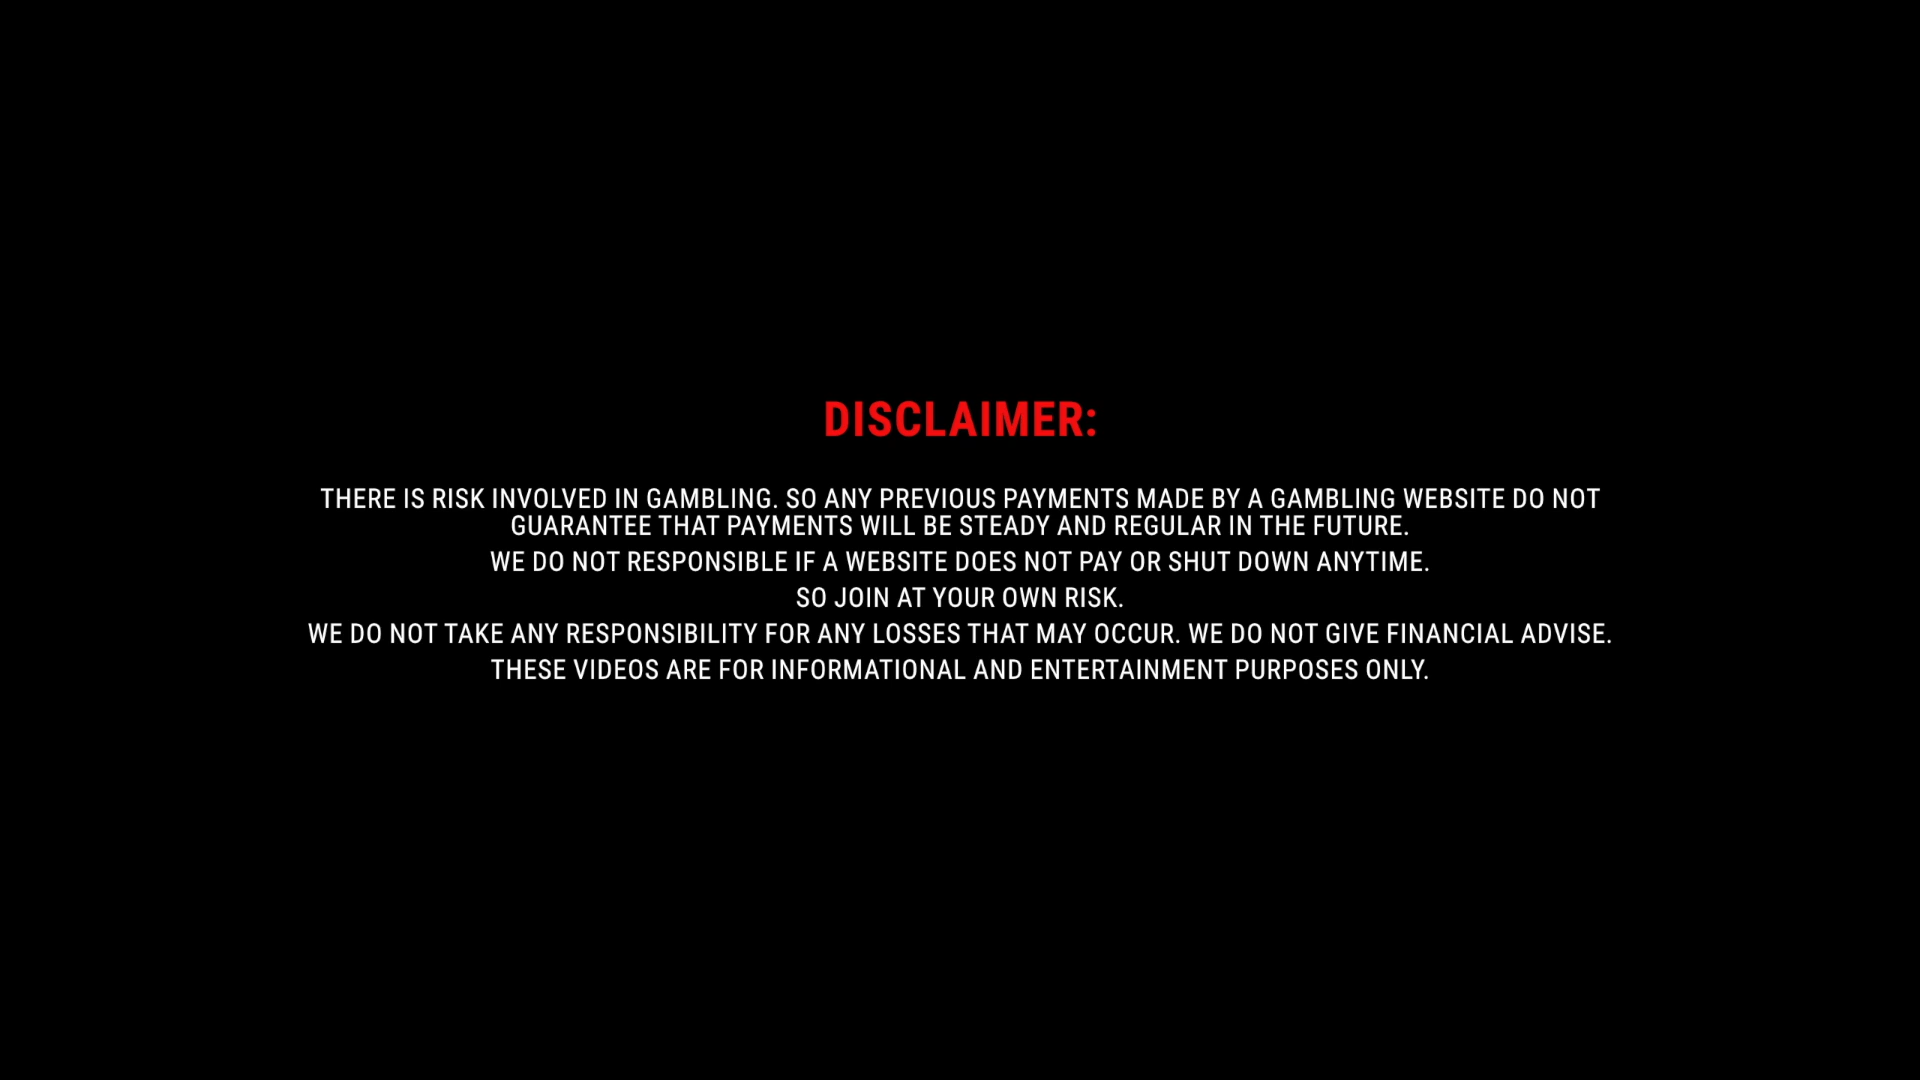 DISCLAIMER:
THERE IS RISK INVOLVED IN GAMBLING. SO ANY PREVIOUS PAYMENTS MADE BY A GAMBLING WEBSITE DO NOT
GUARANTEE THAT PAYMENTS WILL BE STEADY AND REGULAR IN THE FUTURE.
WE DO NOT RESPONSIBLE IF A WEBSITE DOES NOT PAY OR SHUT DOWN ANYTIME.
SO JOIN AT YOUR OWN RISK.
WE DO NOT TAKE ANY RESPONSIBILITY FOR ANY LOSSES THAT MAY OCCUR. WE DO NOT GIVE FINANCIAL ADVISE.
THESE VIDEOS ARE FOR INFORMATIONAL AND ENTERTAINMENT PURPOSES ONLY.